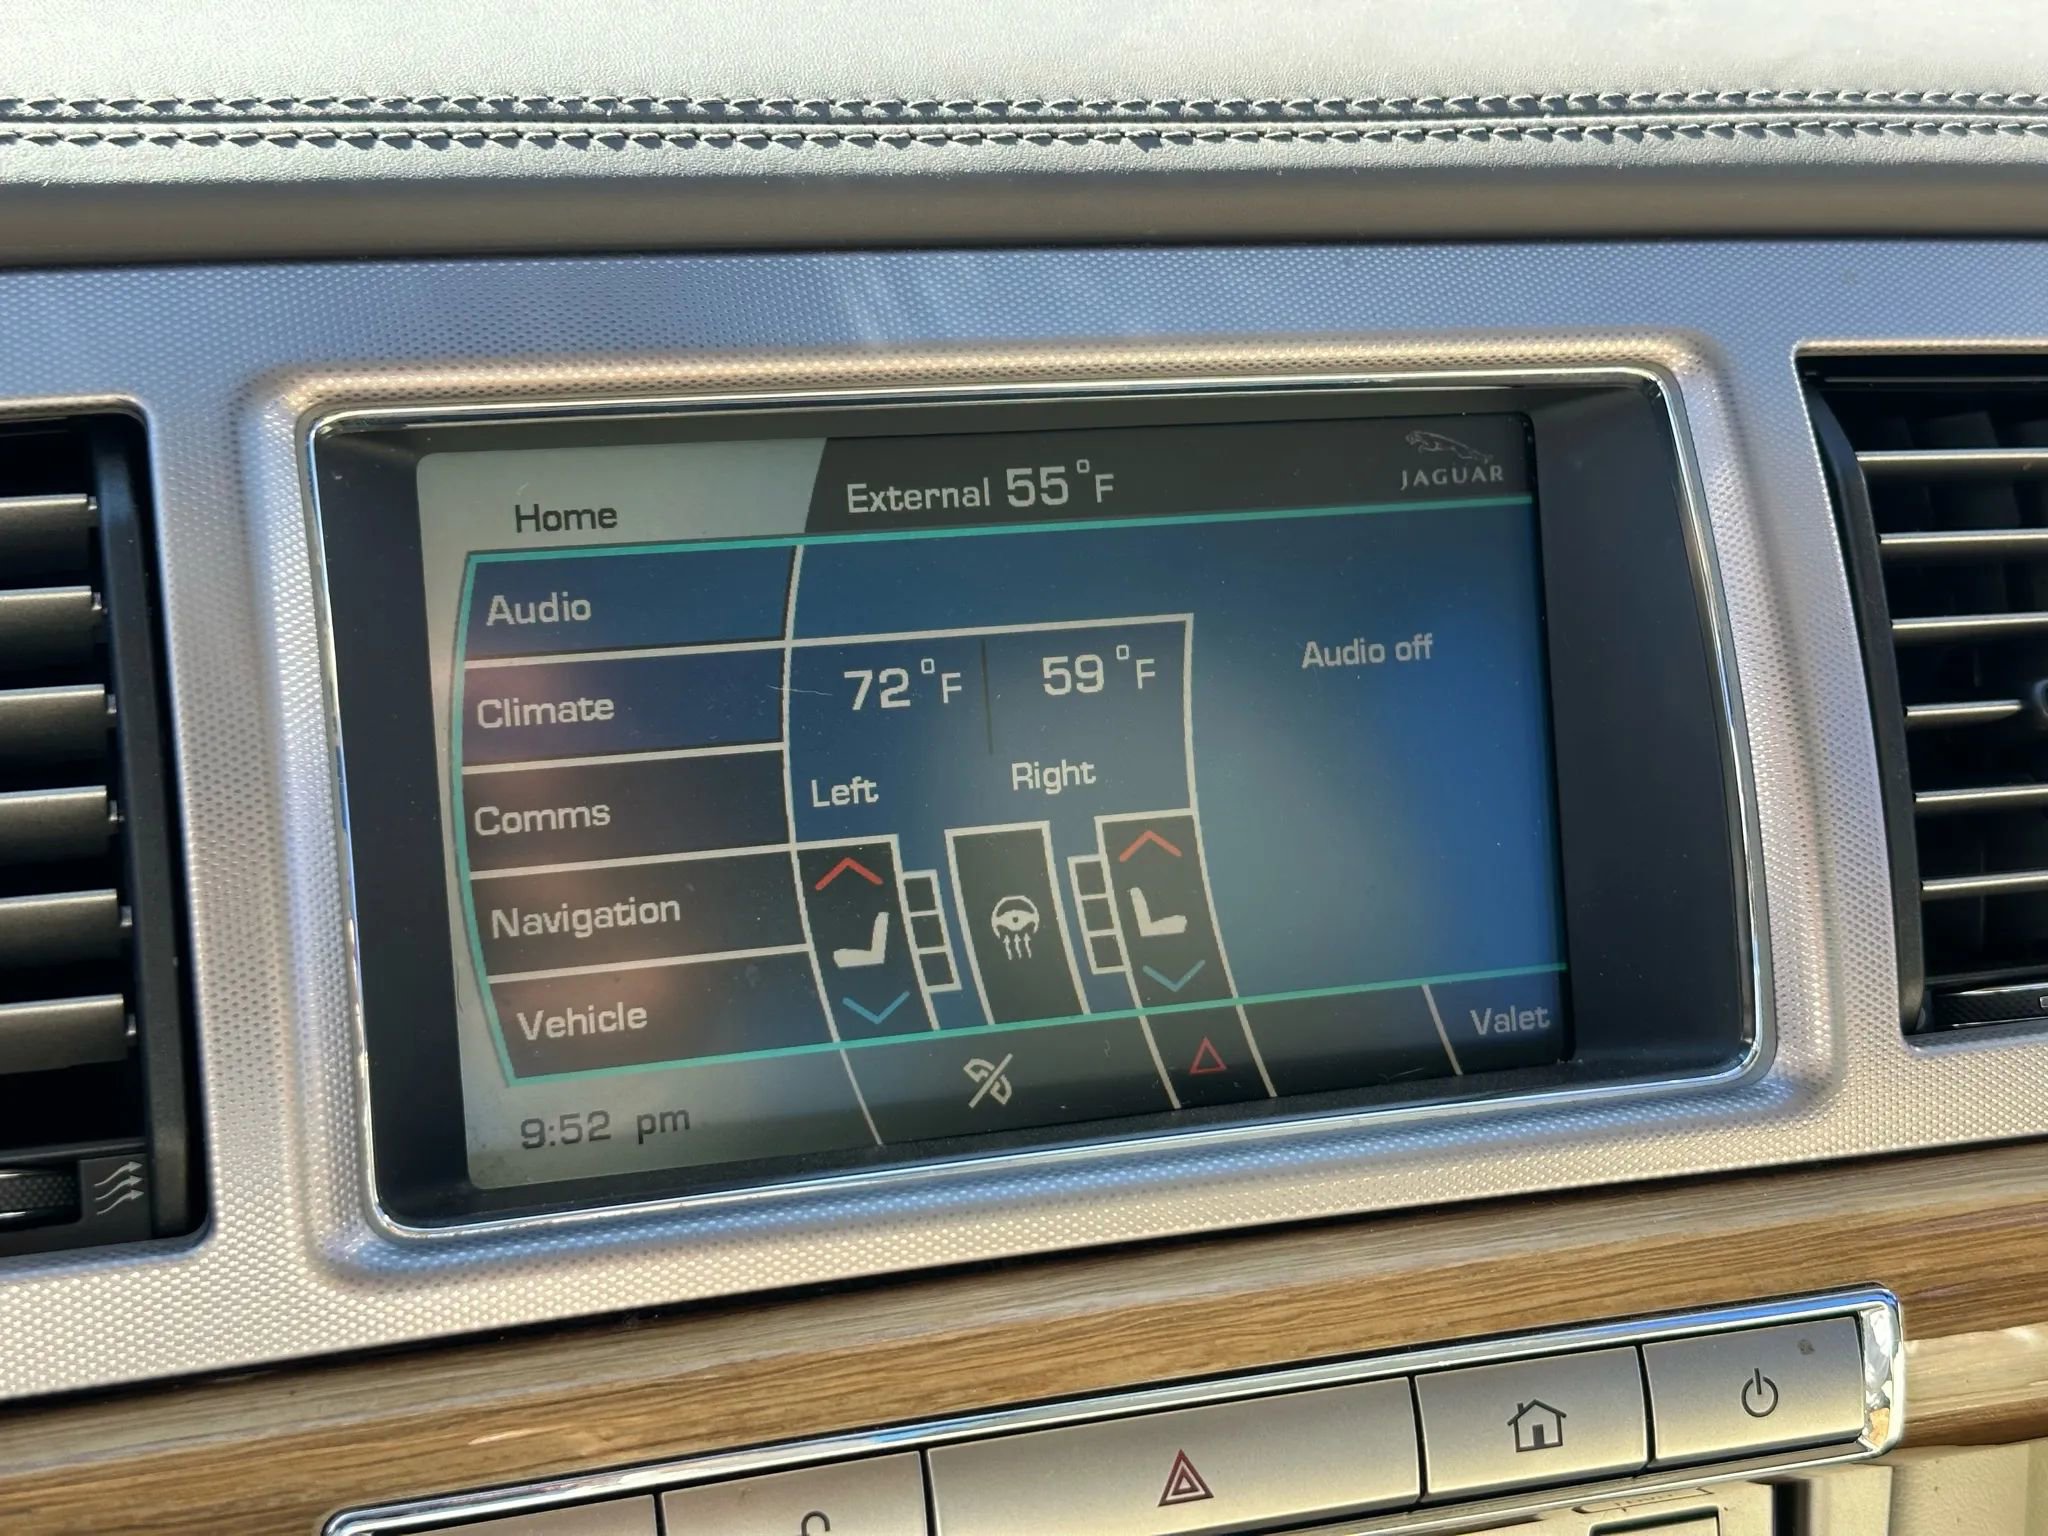 Home
External 55°F
JAGUAR
Audio
Climate
Comms
Navigation
Vehicle
72°F
59°F
Left
Right
Audio off
Valet
9:52 pm